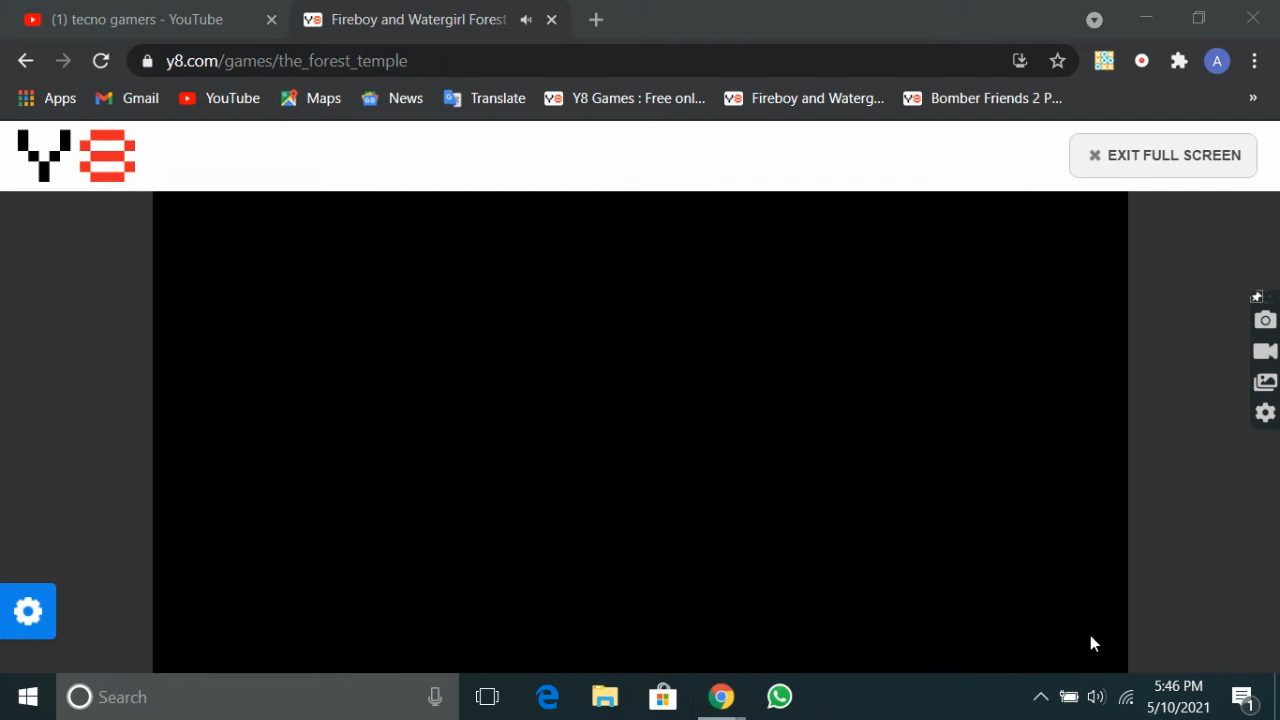 (1) tecno gamers - YouTube
Fireboy and Watergirl Forest
y8.com/games/the_forest_temple
A
Apps
Gmail
YouTube
Maps
News
Translate
Y8 Games : Free onl...
Fireboy and Waterg...
Bomber Friends 2 P...
»
Y8
EXIT FULL SCREEN
Search
5:46 PM
5/10/2021
1